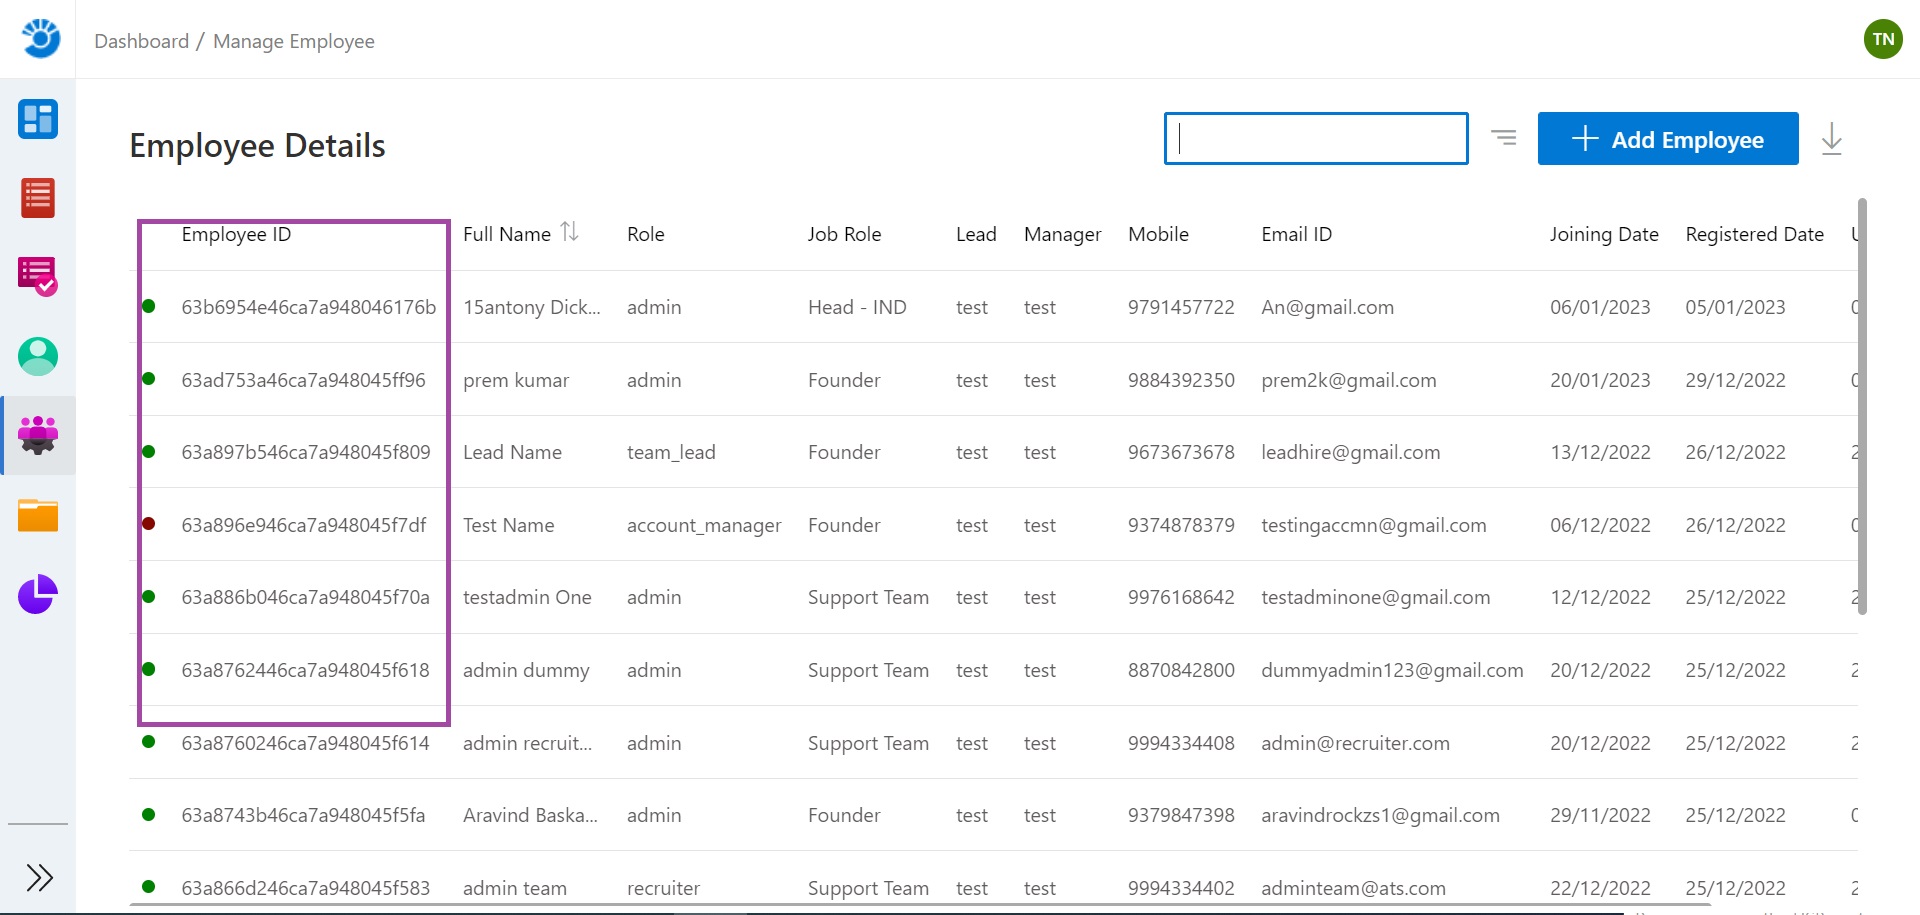 Dashboard / Manage Employee
TN
Employee Details
Add Employee
Employee ID Full Name Role Job Role Lead Manager Mobile Email ID Joining Date Registered Date
63b6954e46ca7a948046176b 15antony Dick... admin Head - IND test test 9791457722 An@gmail.com 06/01/2023 05/01/2023
63ad753a46ca7a948045ff96 prem kumar admin Founder test test 9884392350 prem2k@gmail.com 20/01/2023 29/12/2022
63a897b546ca7a948045f809 Lead Name team_lead Founder test test 9673673678 leadhire@gmail.com 13/12/2022 26/12/2022
63a896e946ca7a948045f7df Test Name account_manager Founder test test 9374878379 testingaccmn@gmail.com 06/12/2022 26/12/2022
63a886b046ca7a948045f70a testadmin One admin Support Team test test 9976168642 testadminone@gmail.com 12/12/2022 25/12/2022
63a8762446ca7a948045f618 admin dummy admin Support Team test test 8870842800 dummyadmin123@gmail.com 20/12/2022 25/12/2022
63a8760246ca7a948045f614 admin recruit... admin Support Team test test 9994334408 admin@recruiter.com 20/12/2022 25/12/2022
63a8743b46ca7a948045f5fa Aravind Baska... admin Founder test test 9379847398 aravindrockzs1@gmail.com 29/11/2022 25/12/2022
63a866d246ca7a948045f583 admin team recruiter Support Team test test 9994334402 adminteam@ats.com 22/12/2022 25/12/2022